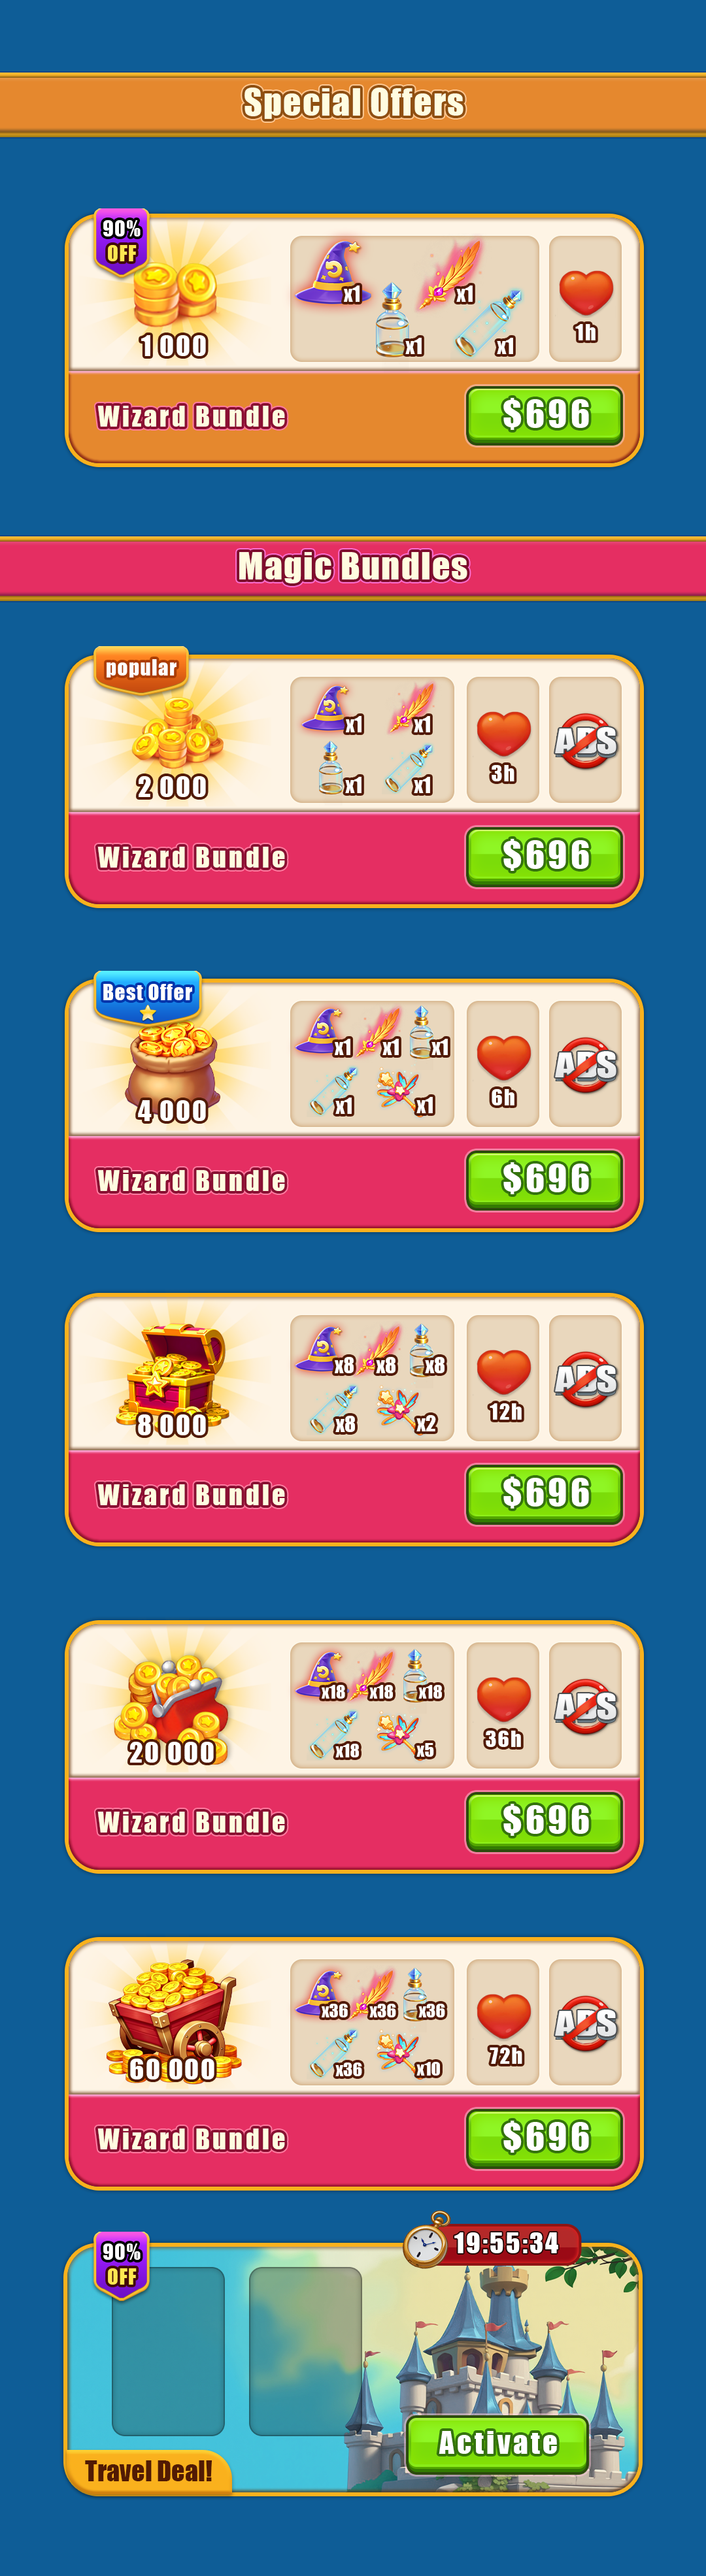 Special Offers
90%
OFF
x1 x1
x1 x1
1 000
1h
Wizard Bundle
$696
Magic Bundles
popular
x1 x1
x1 x1
2 000
3h
ADS
Wizard Bundle
$696
Best Offer
x1 x1 x1
x1 x1
4 000
6h
ADS
Wizard Bundle
$696
x8 x8 x8
x8 x2
8 000
12h
ADS
Wizard Bundle
$696
x18 x18 x18
x18 x5
20 000
36h
ADS
Wizard Bundle
$696
x36 x36 x36
x36 x10
60 000
72h
ADS
Wizard Bundle
$696
90%
OFF
19:55:34
Activate
Travel Deal!